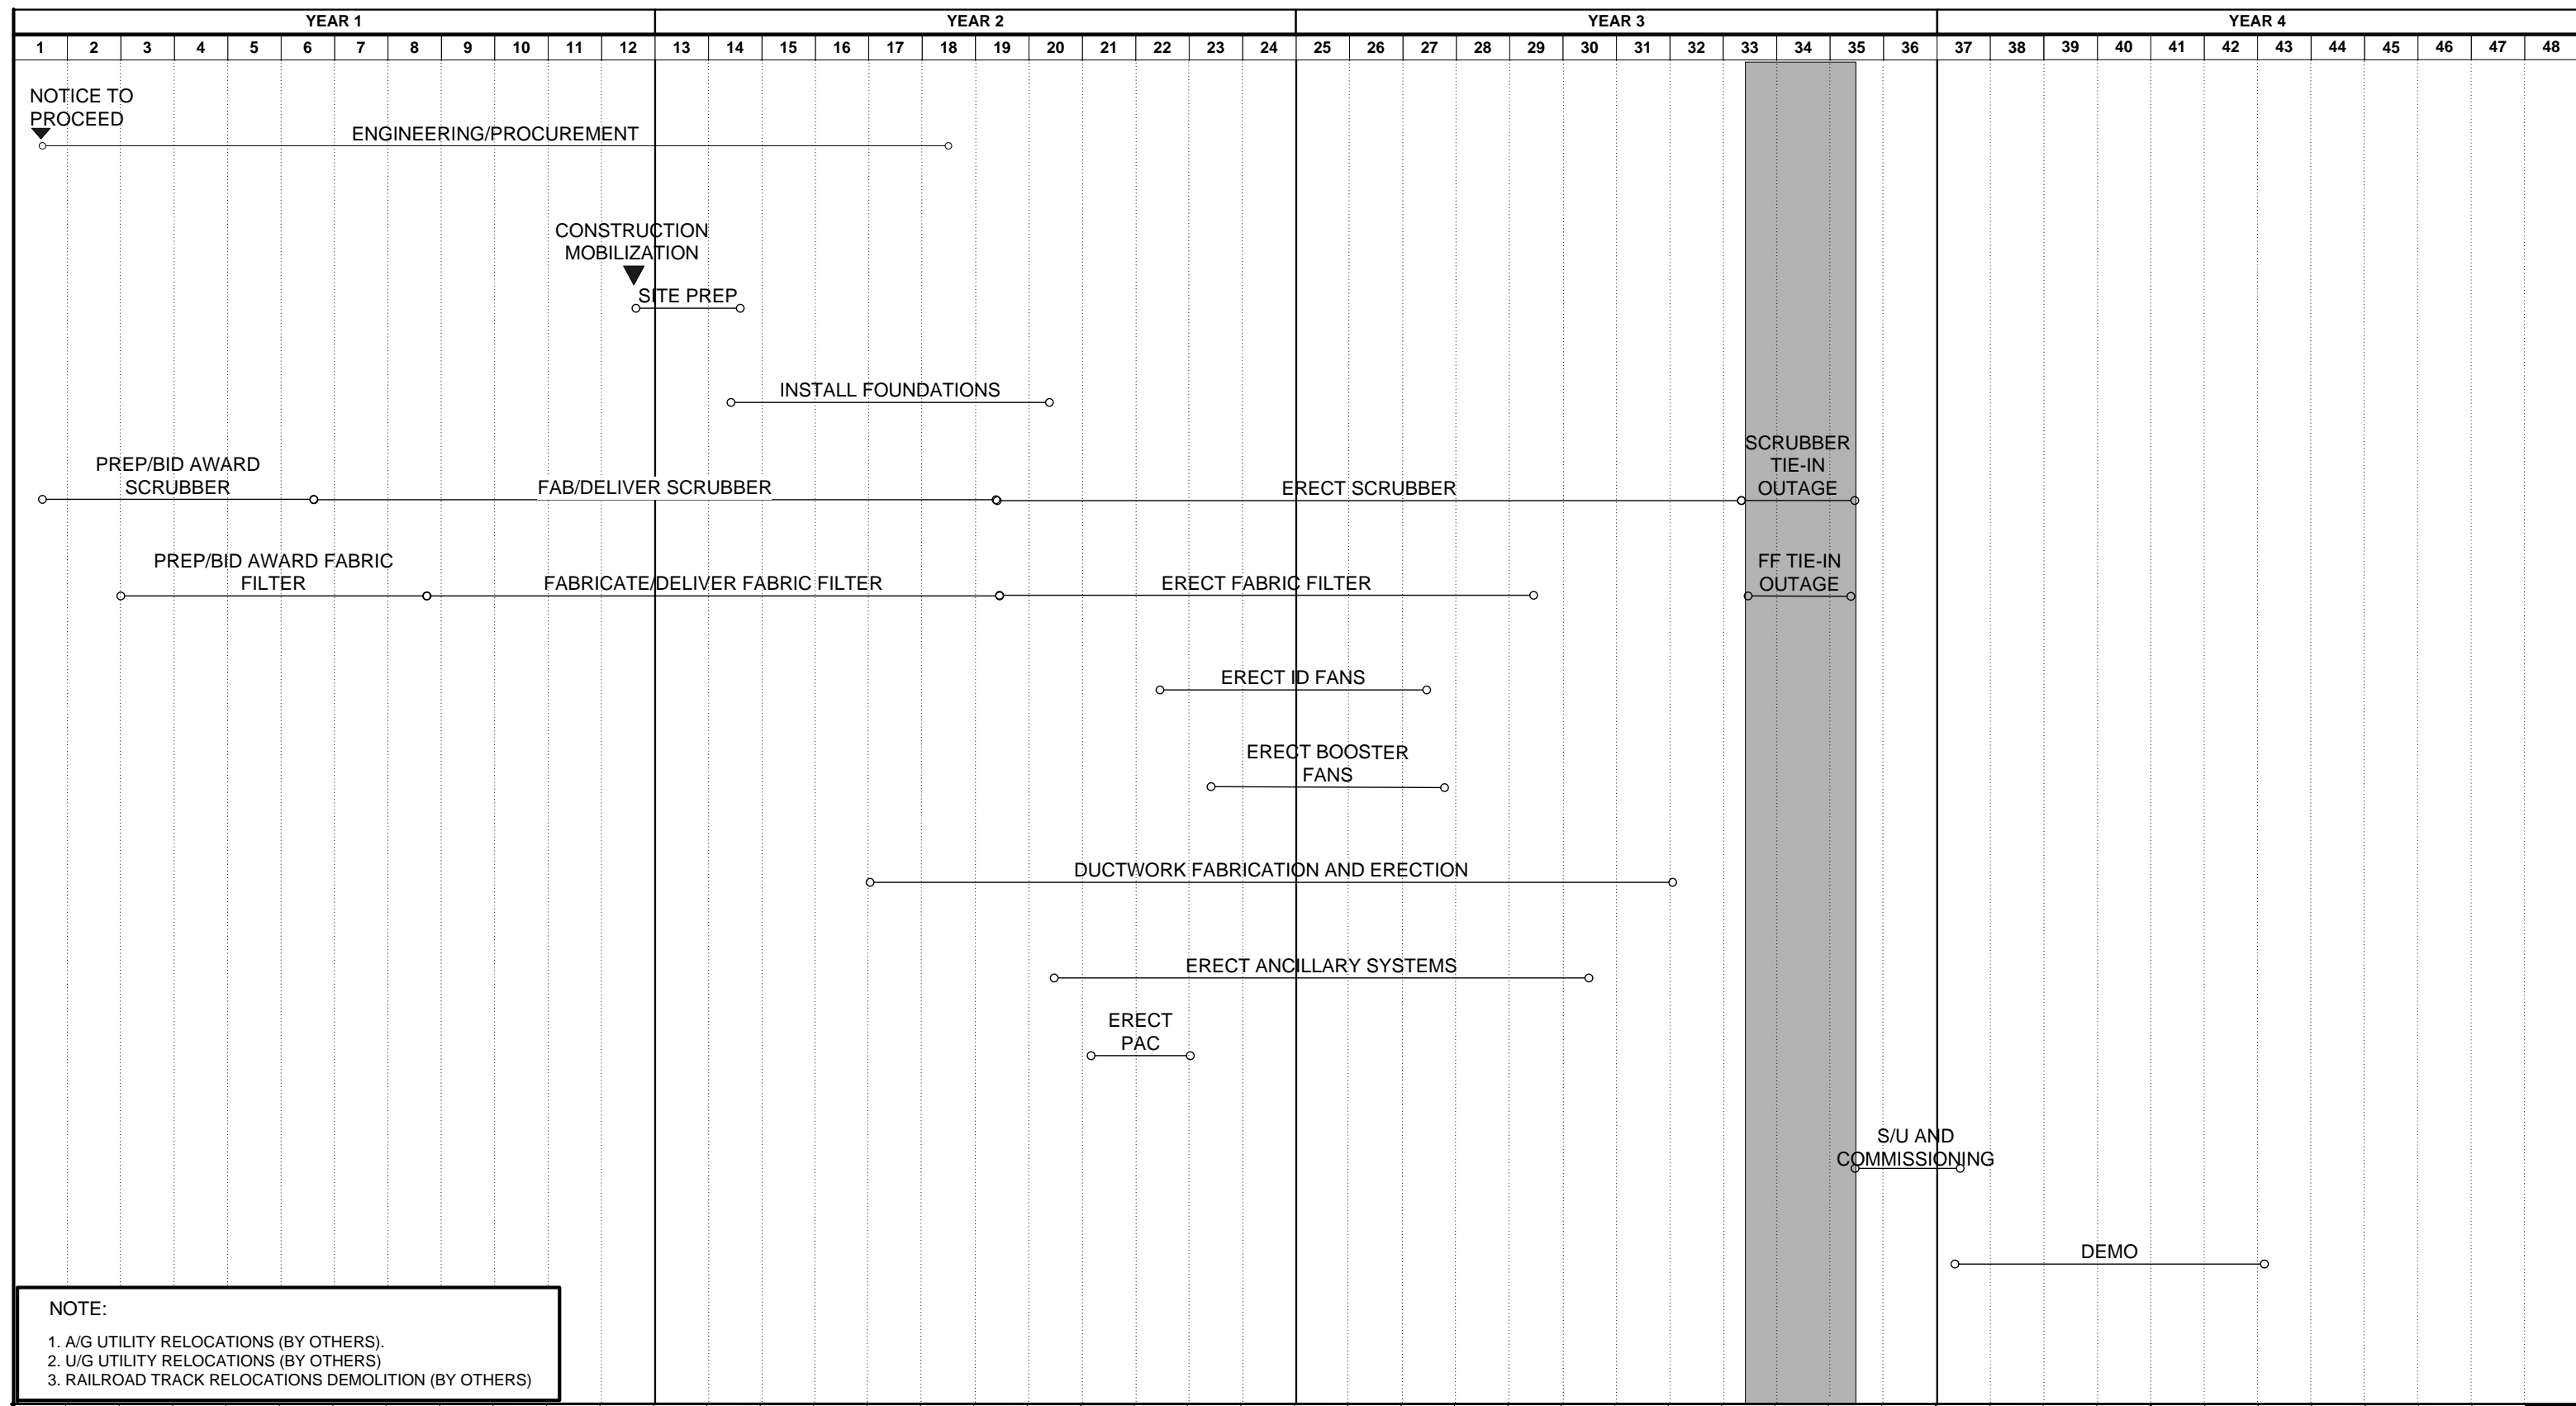 YEAR 1 YEAR 2 YEAR 3 YEAR 4
1 2 3 4 5 6 7 8 9 10 11 12 13 14 15 16 17 18 19 20 21 22 23 24 25 26 27 28 29 30 31 32 33 34 35 36 37 38 39 40 41 42 43 44 45 46 47 48
NOTICE TO
PROCEED
ENGINEERING/PROCUREMENT
CONSTRUCTION
MOBILIZATION
SITE PREP
INSTALL FOUNDATIONS
PREP/BID AWARD
SCRUBBER
FAB/DELIVER SCRUBBER
ERECT SCRUBBER
SCRUBBER
TIE-IN
OUTAGE
PREP/BID AWARD FABRIC
FILTER
FABRICATE/DELIVER FABRIC FILTER
ERECT FABRIC FILTER
FF TIE-IN
OUTAGE
ERECT ID FANS
ERECT BOOSTER
FANS
DUCTWORK FABRICATION AND ERECTION
ERECT ANCILLARY SYSTEMS
ERECT
PAC
S/U AND
COMMISSIONING
DEMO
NOTE:
1. A/G UTILITY RELOCATIONS (BY OTHERS).
2. U/G UTILITY RELOCATIONS (BY OTHERS)
3. RAILROAD TRACK RELOCATIONS DEMOLITION (BY OTHERS)